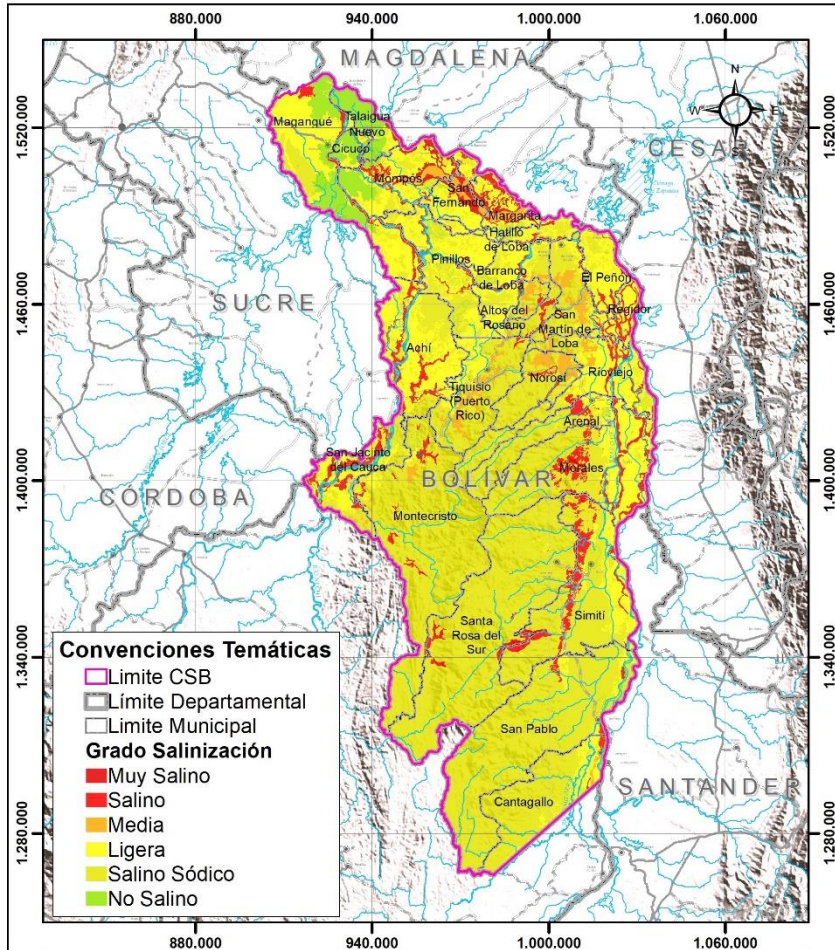 880.000
940.000
1.000.000
1.060.000
MAGDALENA
N
W
E
S
1.520.000
1.520.000
Magangué
Talaigua
Nuevo
Cicuco
CESAR
Mompós
San
Fernando
Margarita
Hatillo
de Loba
Pinillos
Barranco
de Loba
El Peñón
SUCRE
1.460.000
1.460.000
Altos del
Rosario
San
Martín de
Loba
Regidor
Achí
Norosí
Rioviejo
Tiquisio
(Puerto
Rico)
Arenal
San Jacinto
del Cauca
Morales
BOLÍVAR
1.400.000
1.400.000
CÓRDOBA
Montecristo
Simití
Santa
Rosa del
Sur
1.340.000
1.340.000
San Pablo
SANTANDER
Cantagallo
1.280.000
1.280.000
Convenciones Temáticas
Limite CSB
Límite Departamental
Limite Municipal
Grado Salinización
Muy Salino
Salino
Media
Ligera
Salino Sódico
No Salino
880.000
940.000
1.000.000
1.060.000